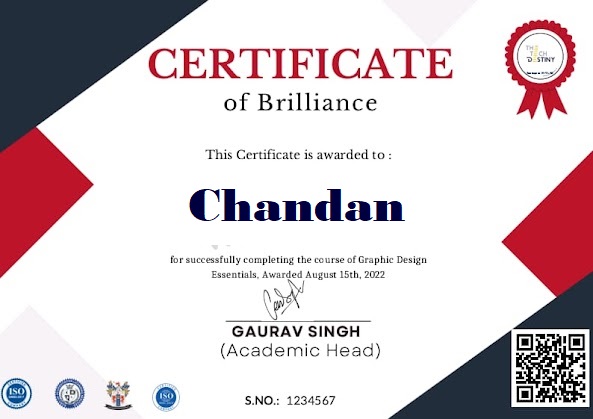 CERTIFICATE
of Brilliance
THE
TECH
DESTINY
This Certificate is awarded to :
Chandan
for successfully completing the course of Graphic Design
Essentials, Awarded August 15th, 2022
GAURAV SINGH
(Academic Head)
ISO
ISO
S.NO.: 1234567